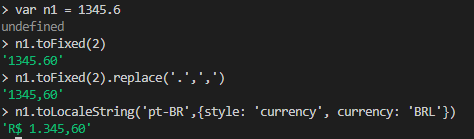 > var n1 = 1345.6
undefined
> n1.toFixed(2)
'1345.60'
> n1.toFixed(2).replace('.',',')
'1345,60'
> n1.toLocaleString('pt-BR',{style: 'currency', currency: 'BRL'})
'R$ 1.345,60'